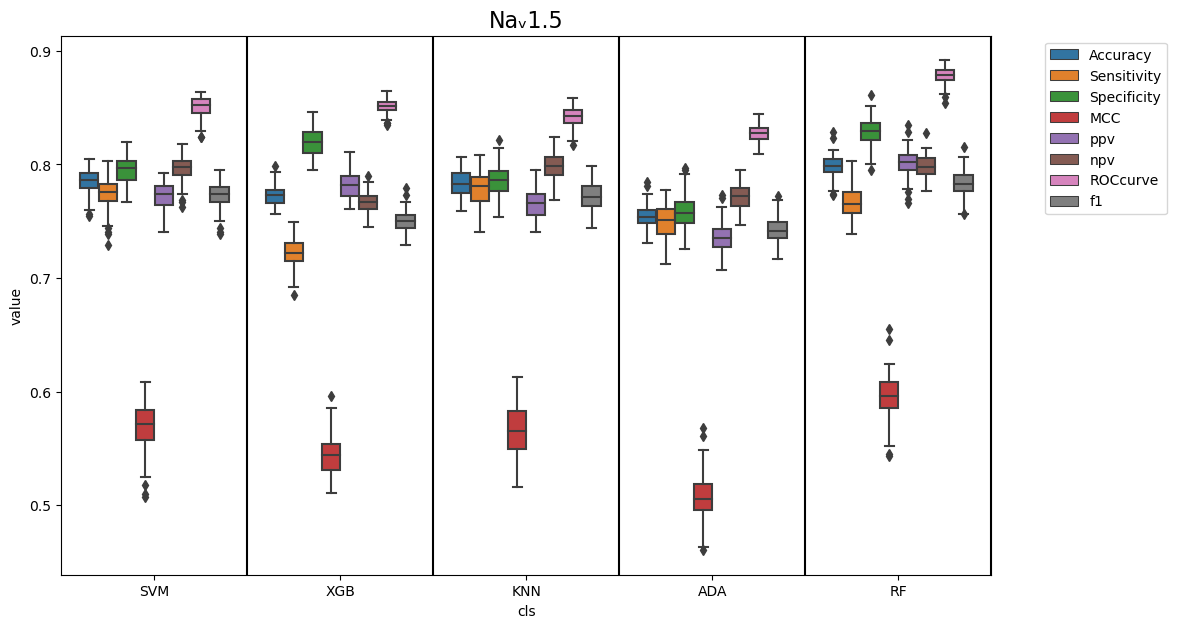 Naᵥ1.5
value
0.9
0.8
0.7
0.6
0.5
SVM
XGB
KNN
ADA
RF
cls
Accuracy
Sensitivity
Specificity
MCC
ppv
npv
ROCcurve
f1